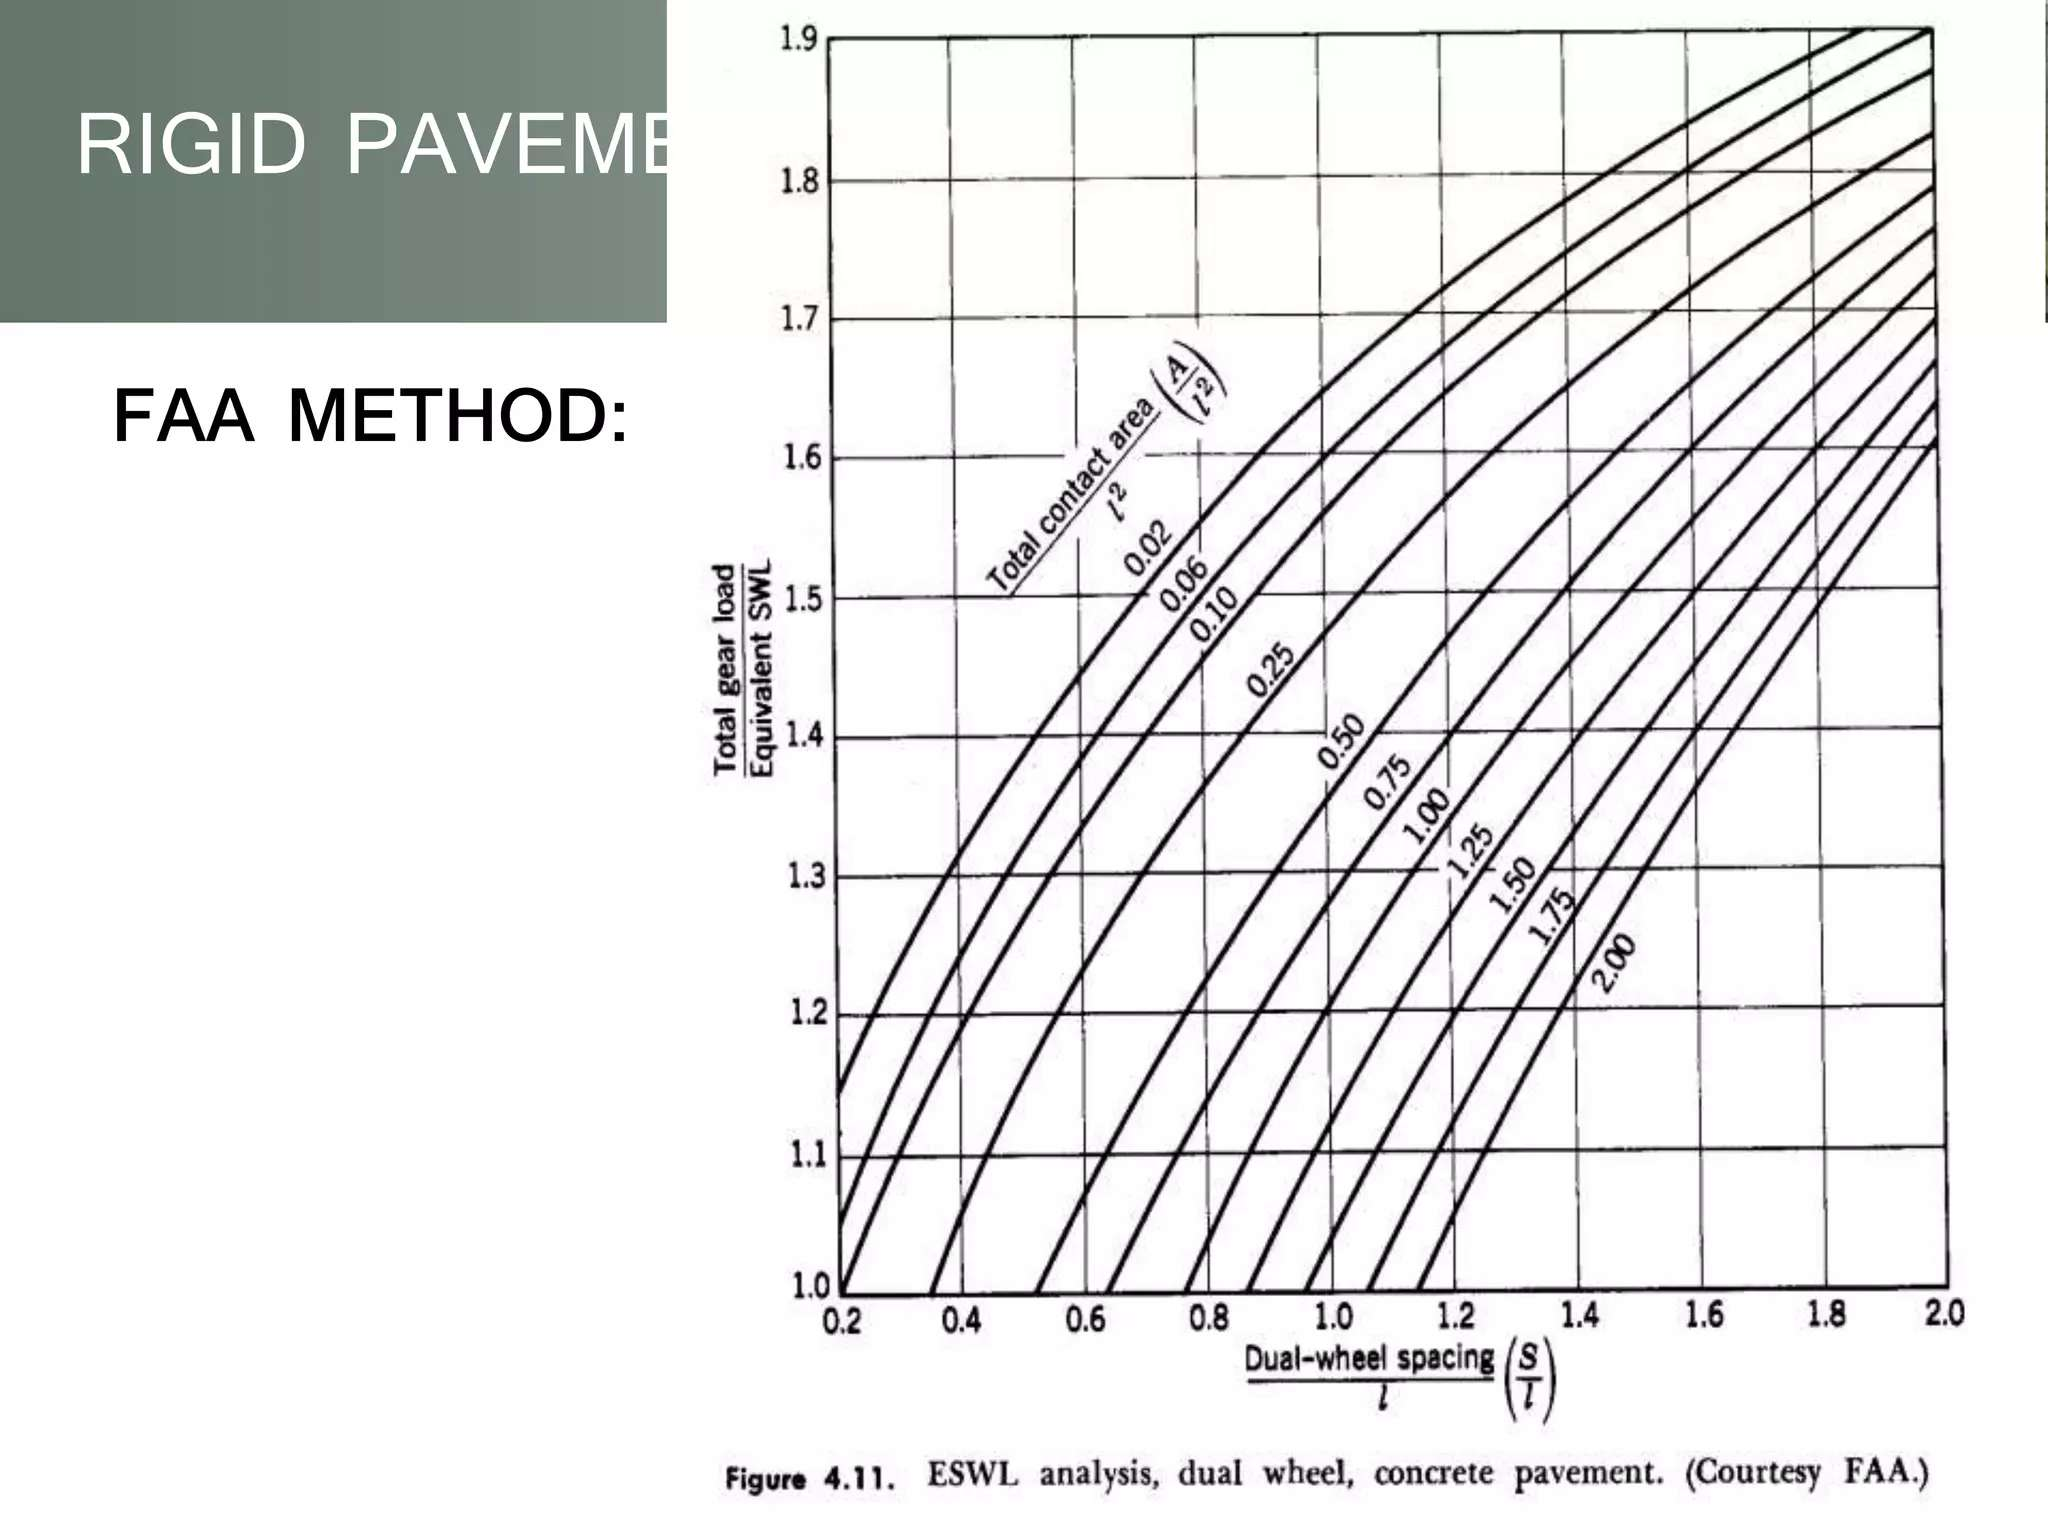 RIGID PAVEME
FAA METHOD:
1.9
1.8
1.7
1.6
1.5
1.4
1.3
1.2
1.1
1.0
Total gear load
Equivalent SWL
Total contact area (A/l²)
l²
0.02
0.06
0.10
0.25
0.50
0.75
1.00
1.25
1.50
1.75
2.00
0.2 0.4 0.6 0.8 1.0 1.2 1.4 1.6 1.8 2.0
Dual-wheel spacing (S/l)
l
Figure 4.11. ESWL analysis, dual wheel, concrete pavement. (Courtesy FAA.)